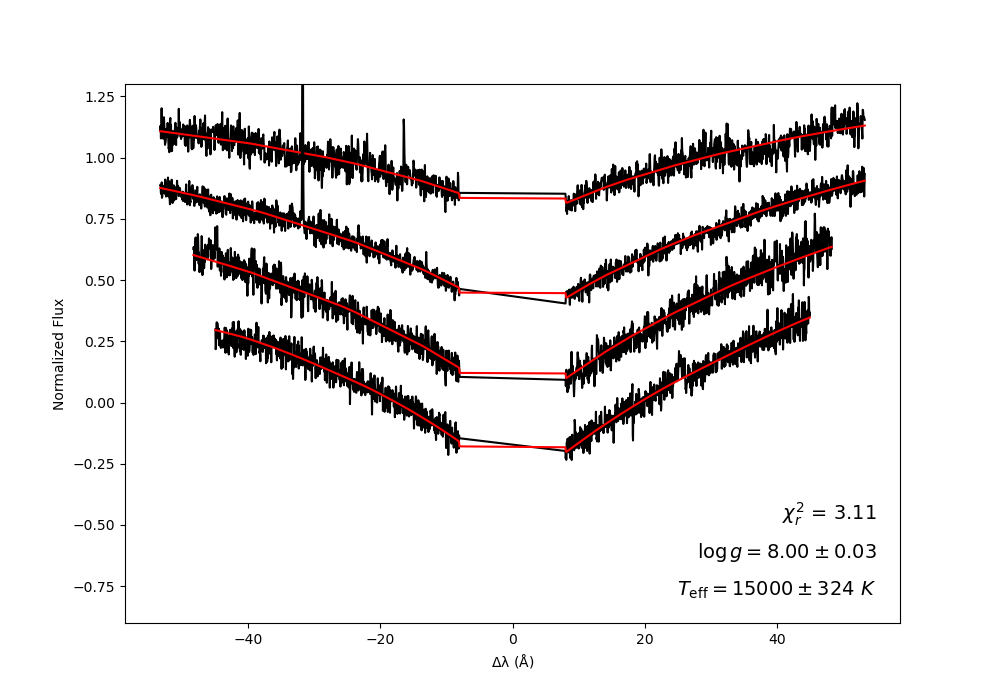 1.25
1.00
0.75
0.50
0.25
0.00
−0.25
−0.50
−0.75
Normalized Flux
χ²ᵣ = 3.11
log g = 8.00 ± 0.03
T_eff = 15000 ± 324 K
−40 −20 0 20 40
Δλ (Å)